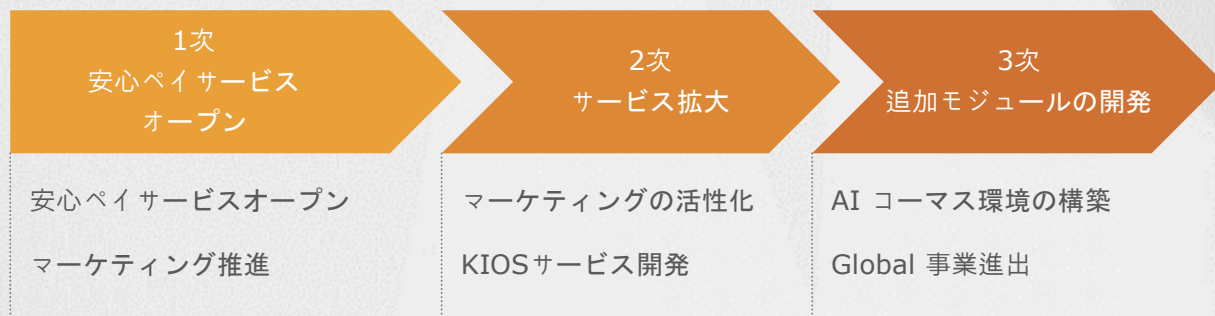 1次
安心ペイサービス
オープン
2次
サービス拡大
3次
追加モジュールの開発
安心ペイサービスオープン
マーケティング推進
マーケティングの活性化
KIOSサービス開発
AI コーマス環境の構築
Global 事業進出